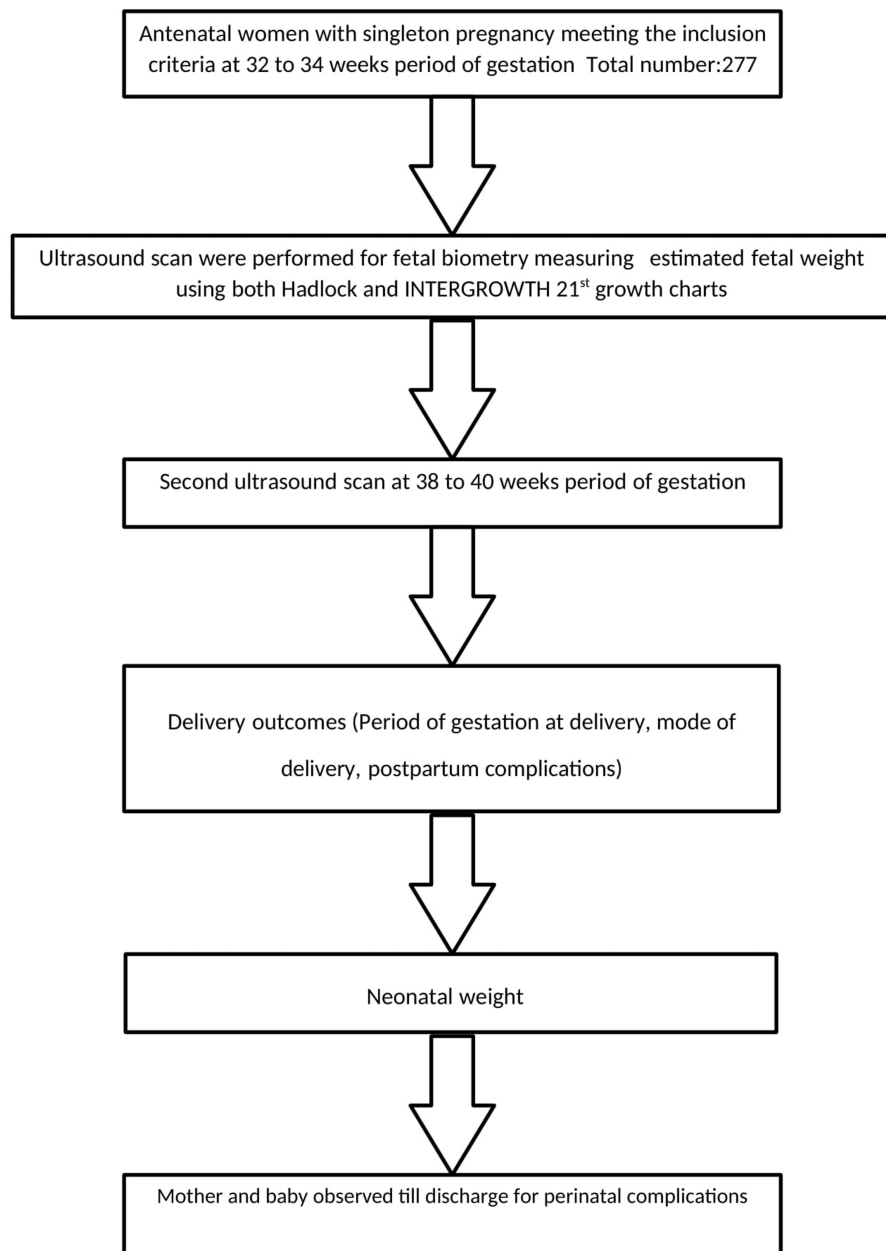 Antenatal women with singleton pregnancy meeting the inclusion
criteria at 32 to 34 weeks period of gestation  Total number:277
Ultrasound scan were performed for fetal biometry measuring   estimated fetal weight
using both Hadlock and INTERGROWTH 21st growth charts
Second ultrasound scan at 38 to 40 weeks period of gestation
Delivery outcomes (Period of gestation at delivery, mode of
delivery, postpartum complications)
Neonatal weight
Mother and baby observed till discharge for perinatal complications